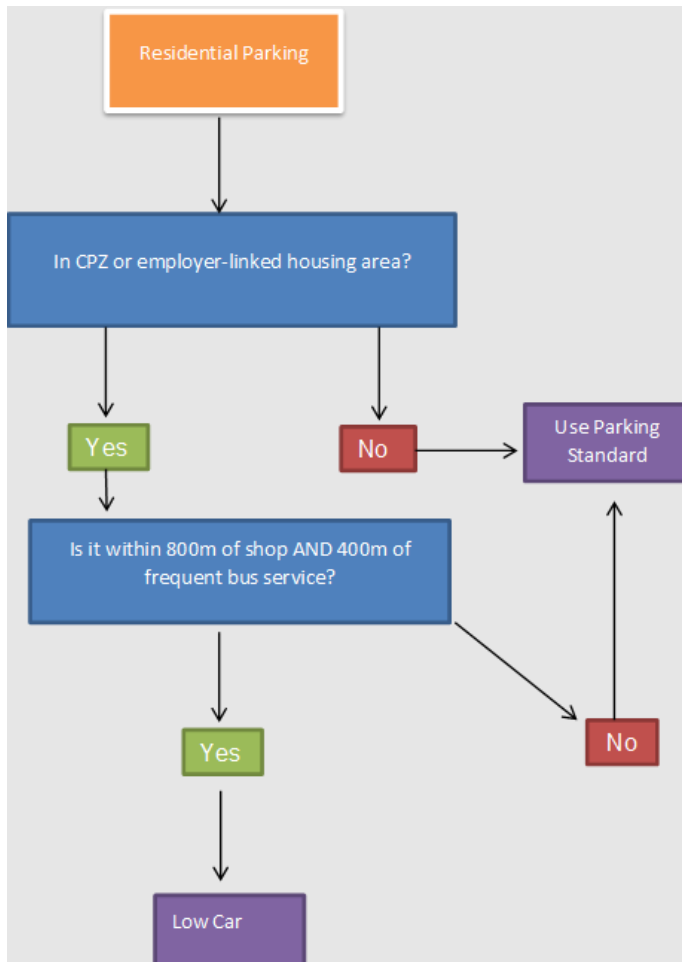 Residential Parking
In CPZ or employer-linked housing area?
Yes
No
Use Parking
Standard
Is it within 800m of shop AND 400m of
frequent bus service?
Yes
No
Low Car